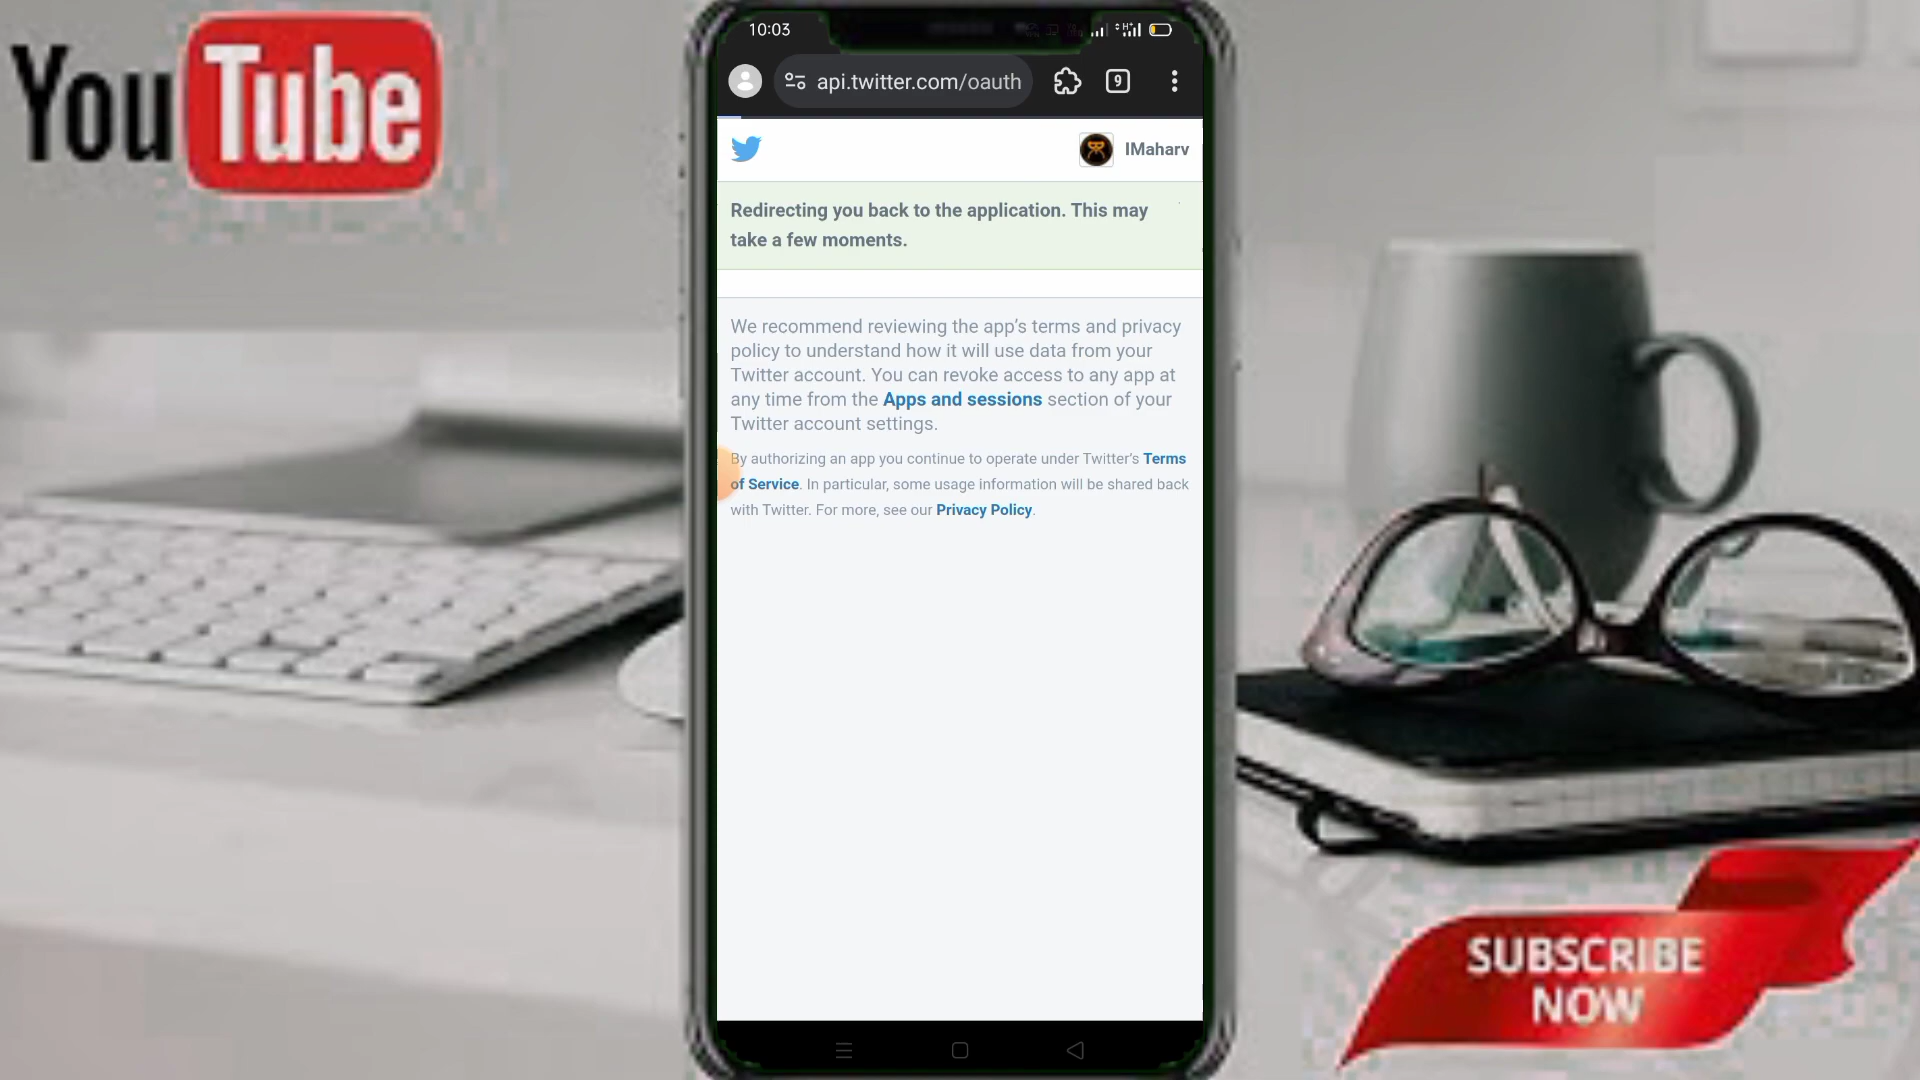 YouTube
10:03
api.twitter.com/oauth
9
IMaharv
Redirecting you back to the application. This may
take a few moments.
We recommend reviewing the app's terms and privacy
policy to understand how it will use data from your
Twitter account. You can revoke access to any app at
any time from the Apps and sessions section of your
Twitter account settings.
By authorizing an app you continue to operate under Twitter's Terms
of Service. In particular, some usage information will be shared back
with Twitter. For more, see our Privacy Policy.
SUBSCRIBE
NOW